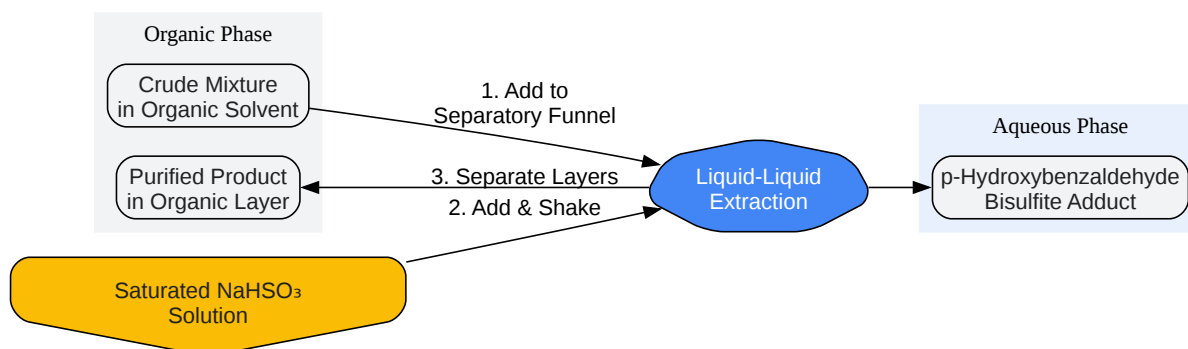 Organic Phase
Crude Mixture
in Organic Solvent
1. Add to
Separatory Funnel
Aqueous Phase
Purified Product
in Organic Layer
3. Separate Layers
2. Add & Shake
Liquid-Liquid
Extraction
p-Hydroxybenzaldehyde
Bisulfite Adduct
Saturated NaHSO₃
Solution